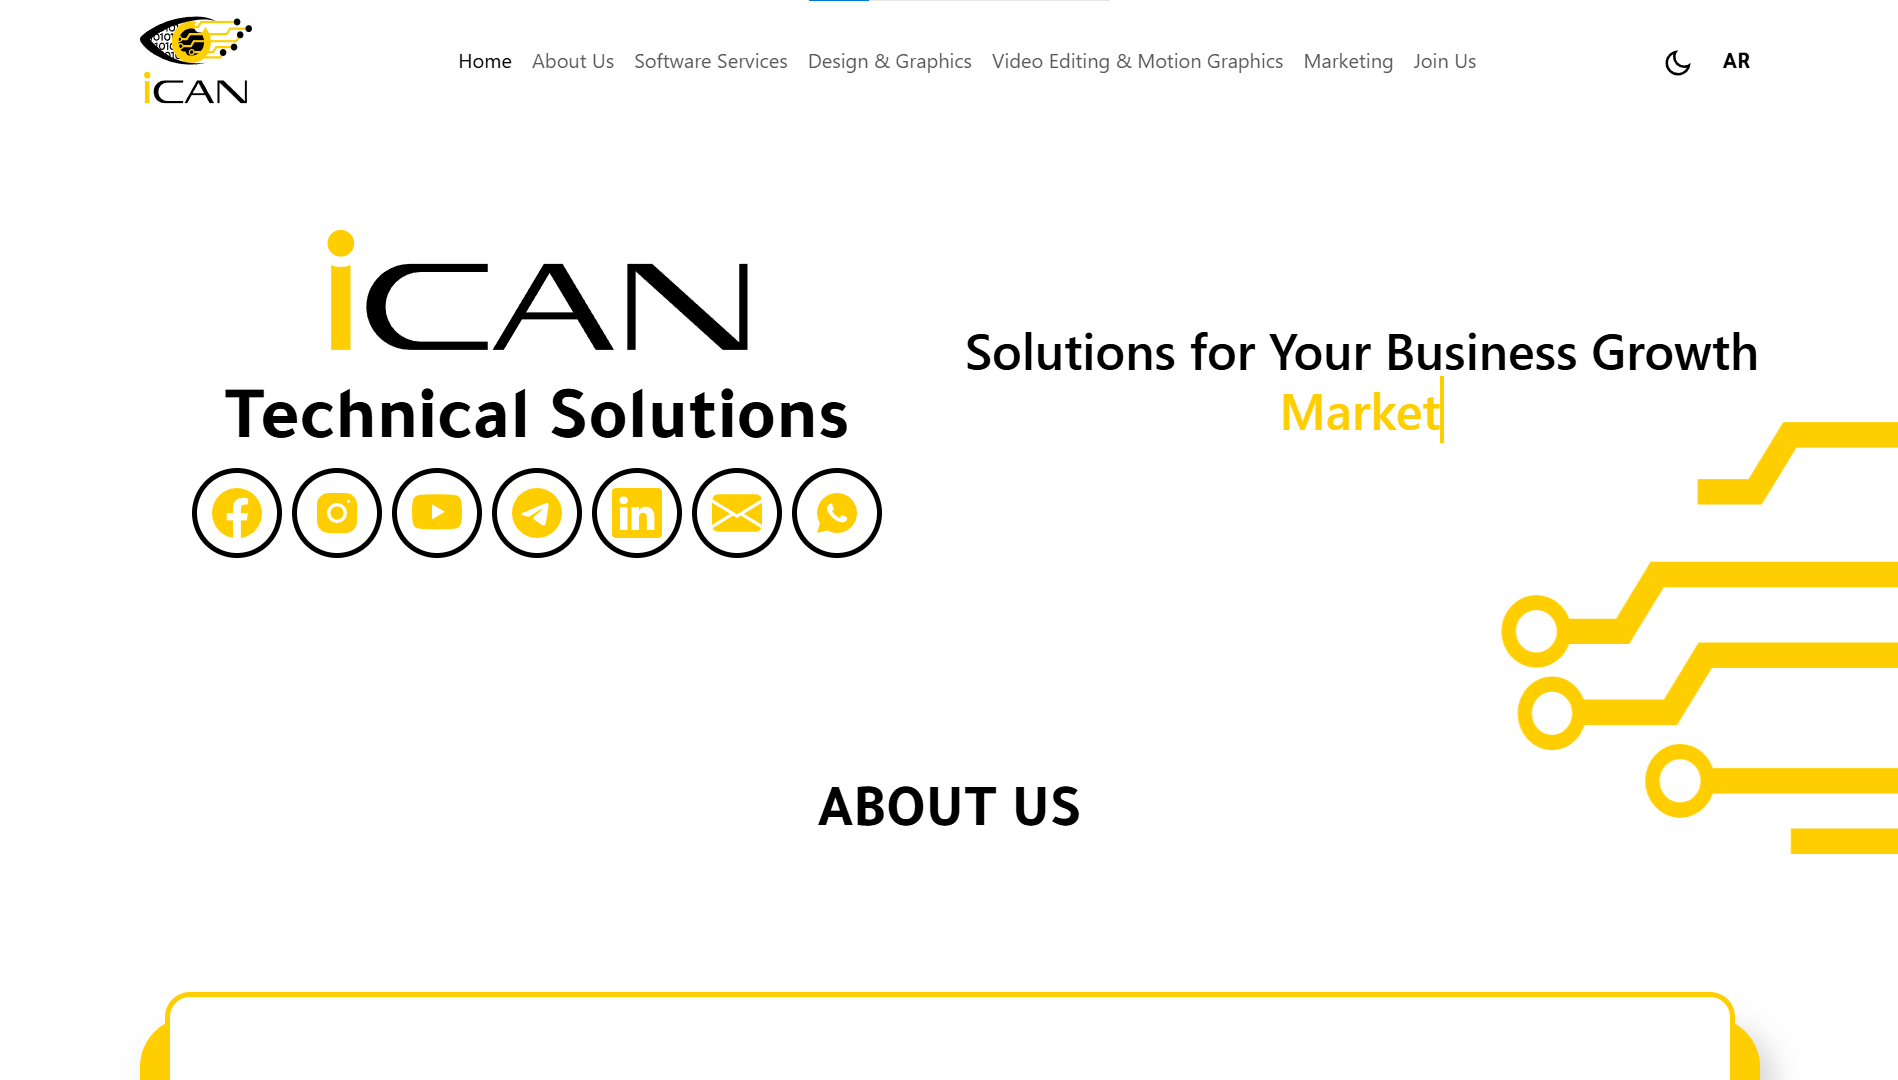 iCAN
Home
About Us
Software Services
Design & Graphics
Video Editing & Motion Graphics
Marketing
Join Us
AR
iCAN
Technical Solutions
Solutions for Your Business Growth
Market
ABOUT US